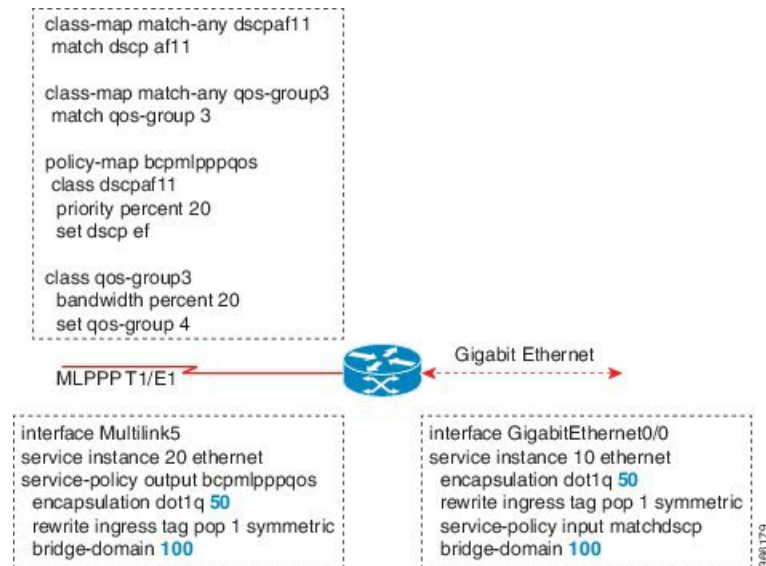 class-map match-any dscpaf11
match dscp af11
class-map match-any qos-group3
match qos-group 3
policy-map bcpmlpppqos
class dscpaf11
priority percent 20
set dscp ef
class qos-group3
bandwidth percent 20
set qos-group 4
MLPPP T1/E1
Gigabit Ethernet
interface Multilink5
service instance 20 ethernet
service-policy output bcpmlpppqos
encapsulation dot1q 50
rewrite ingress tag pop 1 symmetric
bridge-domain 100
interface GigabitEthernet0/0
service instance 10 ethernet
encapsulation dot1q 50
rewrite ingress tag pop 1 symmetric
service-policy input matchdscp
bridge-domain 100